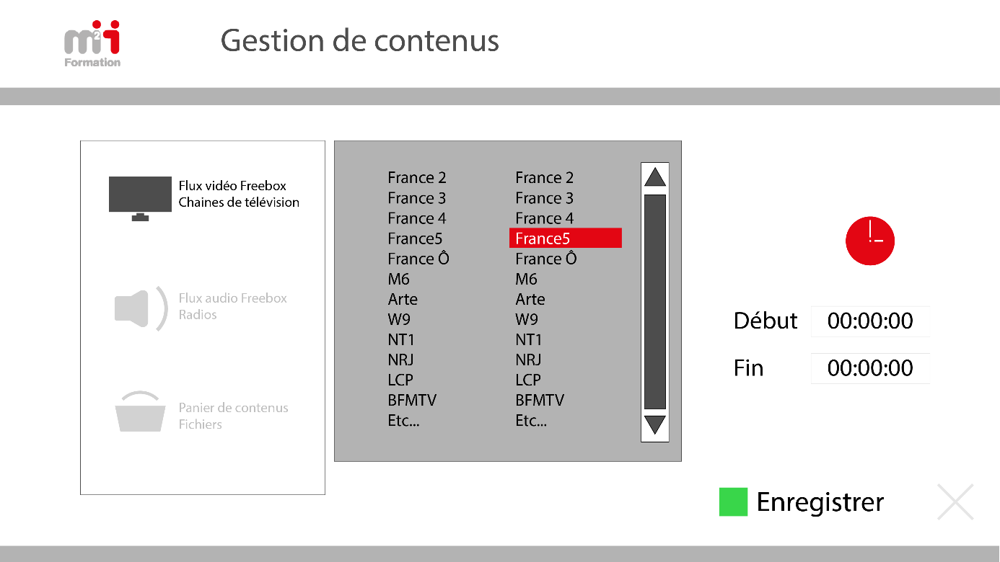 m2i
Formation
Gestion de contenus
Flux vidéo Freebox
Chaines de télévision
Flux audio Freebox
Radios
Panier de contenus
Fichiers
France 2 France 2
France 3 France 3
France 4 France 4
France5 France5
France Ô France Ô
M6 M6
Arte Arte
W9 W9
NT1 NT1
NRJ NRJ
LCP LCP
BFMTV BFMTV
Etc... Etc...
Début 00:00:00
Fin 00:00:00
Enregistrer